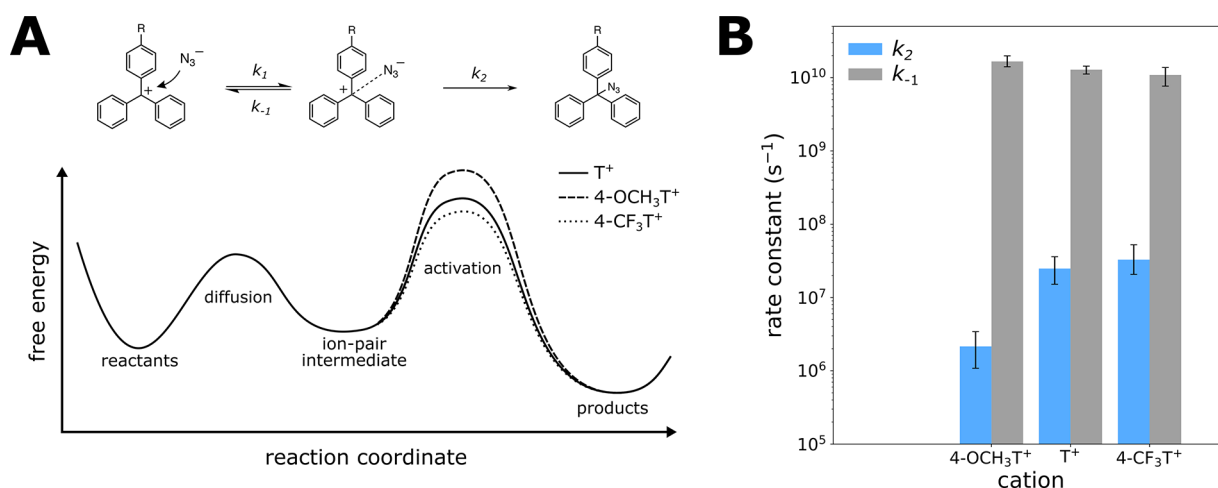 A
R
N₃⁻
k₁
k₋₁
R
N₃⁻
k₂
R
N₃
+
+
T⁺
4-OCH₃T⁺
4-CF₃T⁺
free energy
diffusion
activation
reactants
ion-pair
intermediate
products
reaction coordinate
B
k₂
k₋₁
rate constant (s⁻¹)
10¹⁰
10⁹
10⁸
10⁷
10⁶
10⁵
4-OCH₃T⁺ T⁺ 4-CF₃T⁺
cation